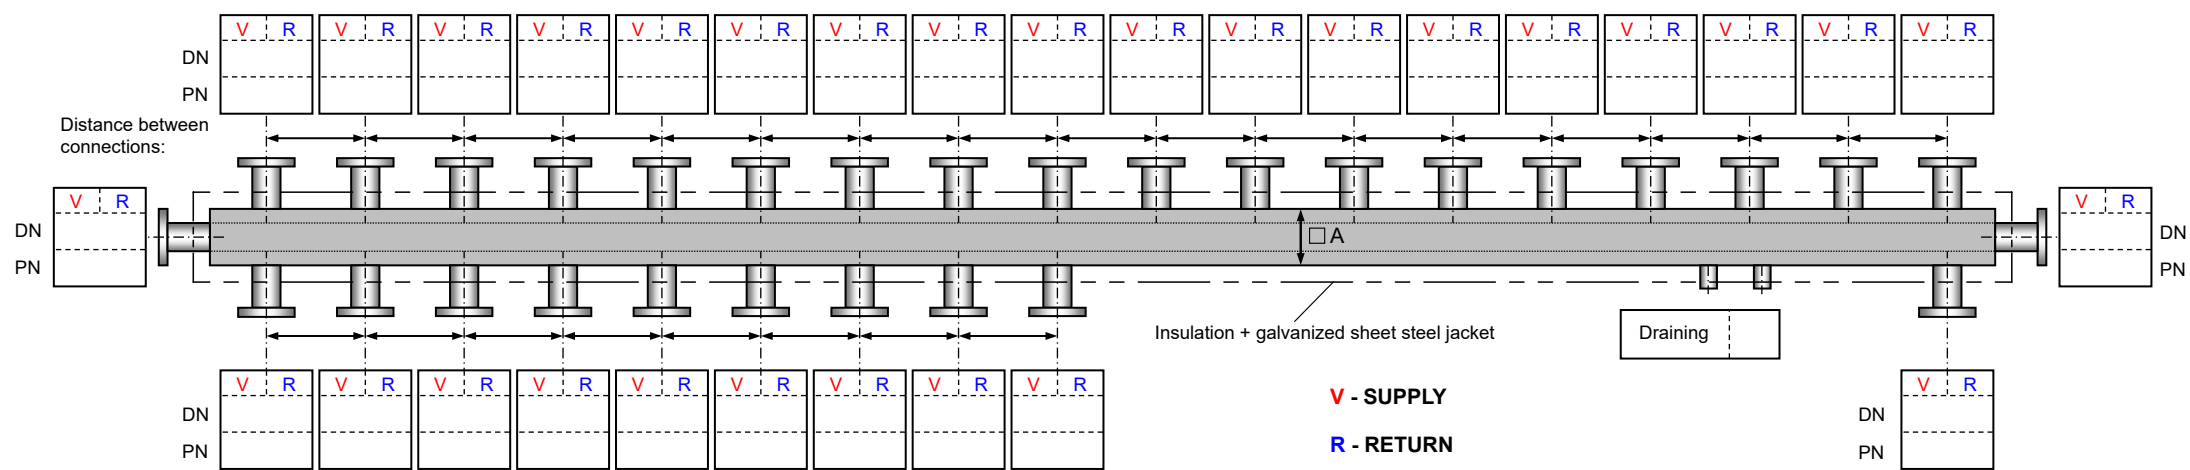 V R V R V R V R V R V R V R V R V R V R V R V R V R V R V R V R V R V R
DN
PN
Distance between
connections:
V R
DN
PN
□ A
V R
DN
PN
Insulation + galvanized sheet steel jacket
Draining
V R V R V R V R V R V R V R V R V R
DN
PN
V - SUPPLY
R - RETURN
V R
DN
PN